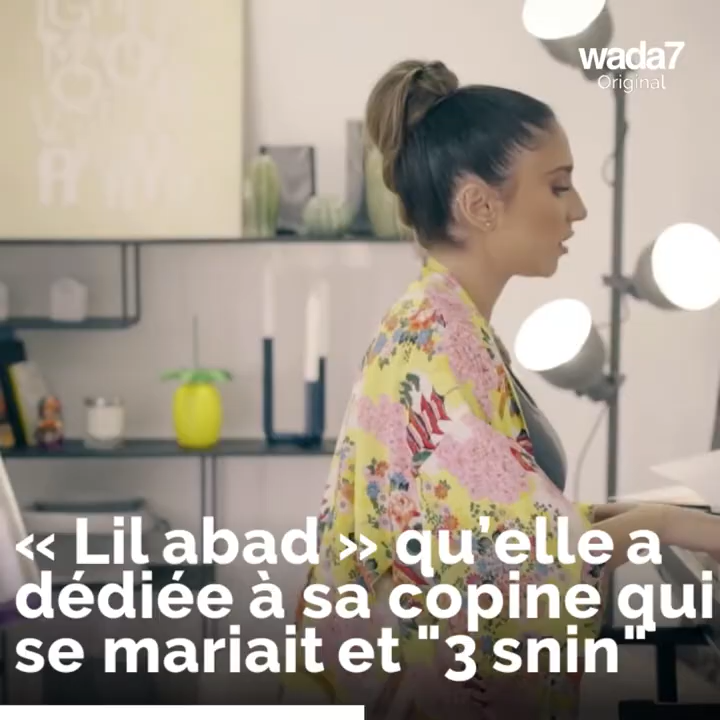 wada7
Original
« Lil abad » qu'elle a
dédiée à sa copine qui
se mariait et "3 snin"